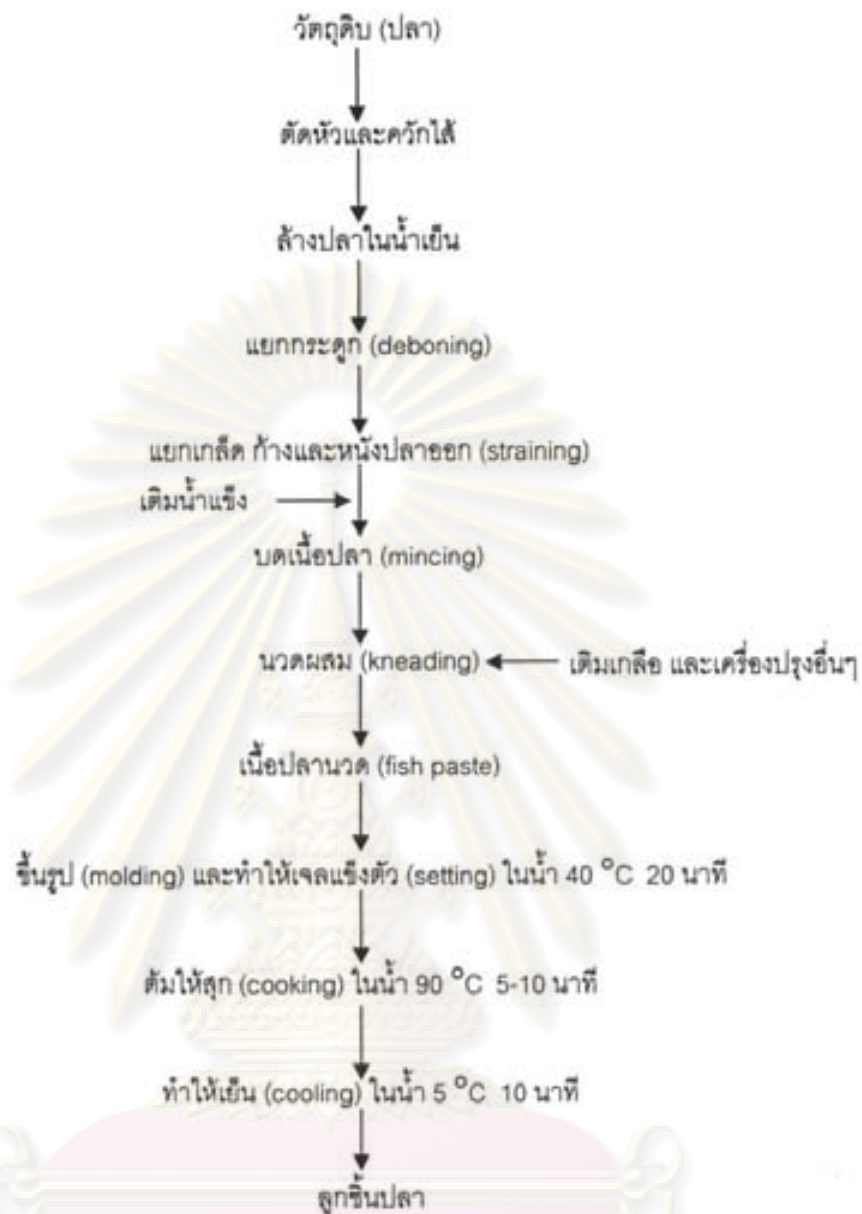 วัตถุดิบ (ปลา)
ตัดหัวและควักไส้
ล้างปลาในน้ำเย็น
แยกกระดูก (deboning)
แยกเกล็ด ก้างและหนังปลาออก (straining)
เติมน้ำแข็ง
บดเนื้อปลา (mincing)
นวดผสม (kneading) เติมเกลือ และเครื่องปรุงอื่นๆ
เนื้อปลานวด (fish paste)
ขึ้นรูป (molding) และทำให้เจลแข็งตัว (setting) ในน้ำ 40 °C 20 นาที
ต้มให้สุก (cooking) ในน้ำ 90 °C 5-10 นาที
ทำให้เย็น (cooling) ในน้ำ 5 °C 10 นาที
ลูกชิ้นปลา